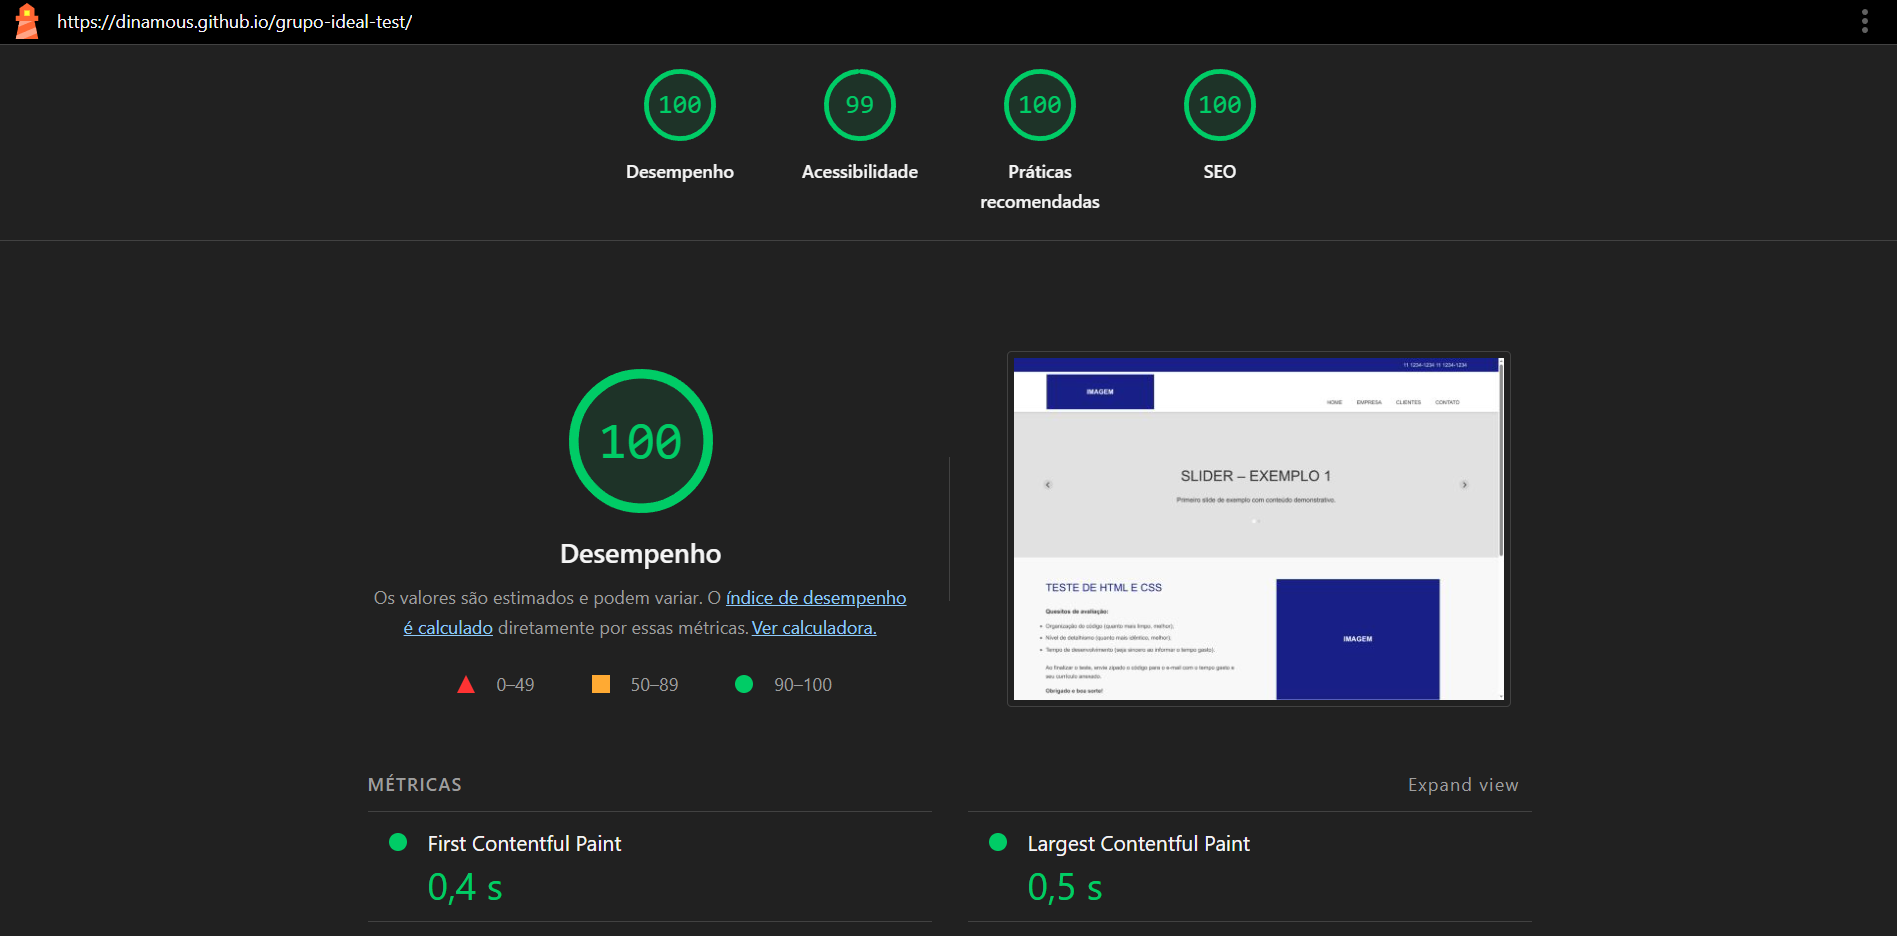 https://dinamous.github.io/grupo-ideal-test/
100
99
100
100
Desempenho
Acessibilidade
Práticas
recomendadas
SEO
100
Desempenho
Os valores são estimados e podem variar. O índice de desempenho
é calculado diretamente por essas métricas. Ver calculadora.
0–49
50–89
90–100
11 1234-1234 11 1234-1234
IMAGEM
HOME EMPRESA CLIENTES CONTATO
SLIDER – EXEMPLO 1
Primeiro slide de exemplo com conteúdo demonstrativo.
TESTE DE HTML E CSS
Quesitos de avaliação:
Organização do código (quanto mais limpo, melhor);
Nível de detalhismo (quanto mais idêntico, melhor);
Tempo de desenvolvimento (seja sincero ao informar o tempo gasto).
Ao finalizar o teste, envie zipado o código para o e-mail com o tempo gasto e
seu currículo anexado.
Obrigado e boa sorte!
IMAGEM
MÉTRICAS
Expand view
First Contentful Paint
0,4 s
Largest Contentful Paint
0,5 s